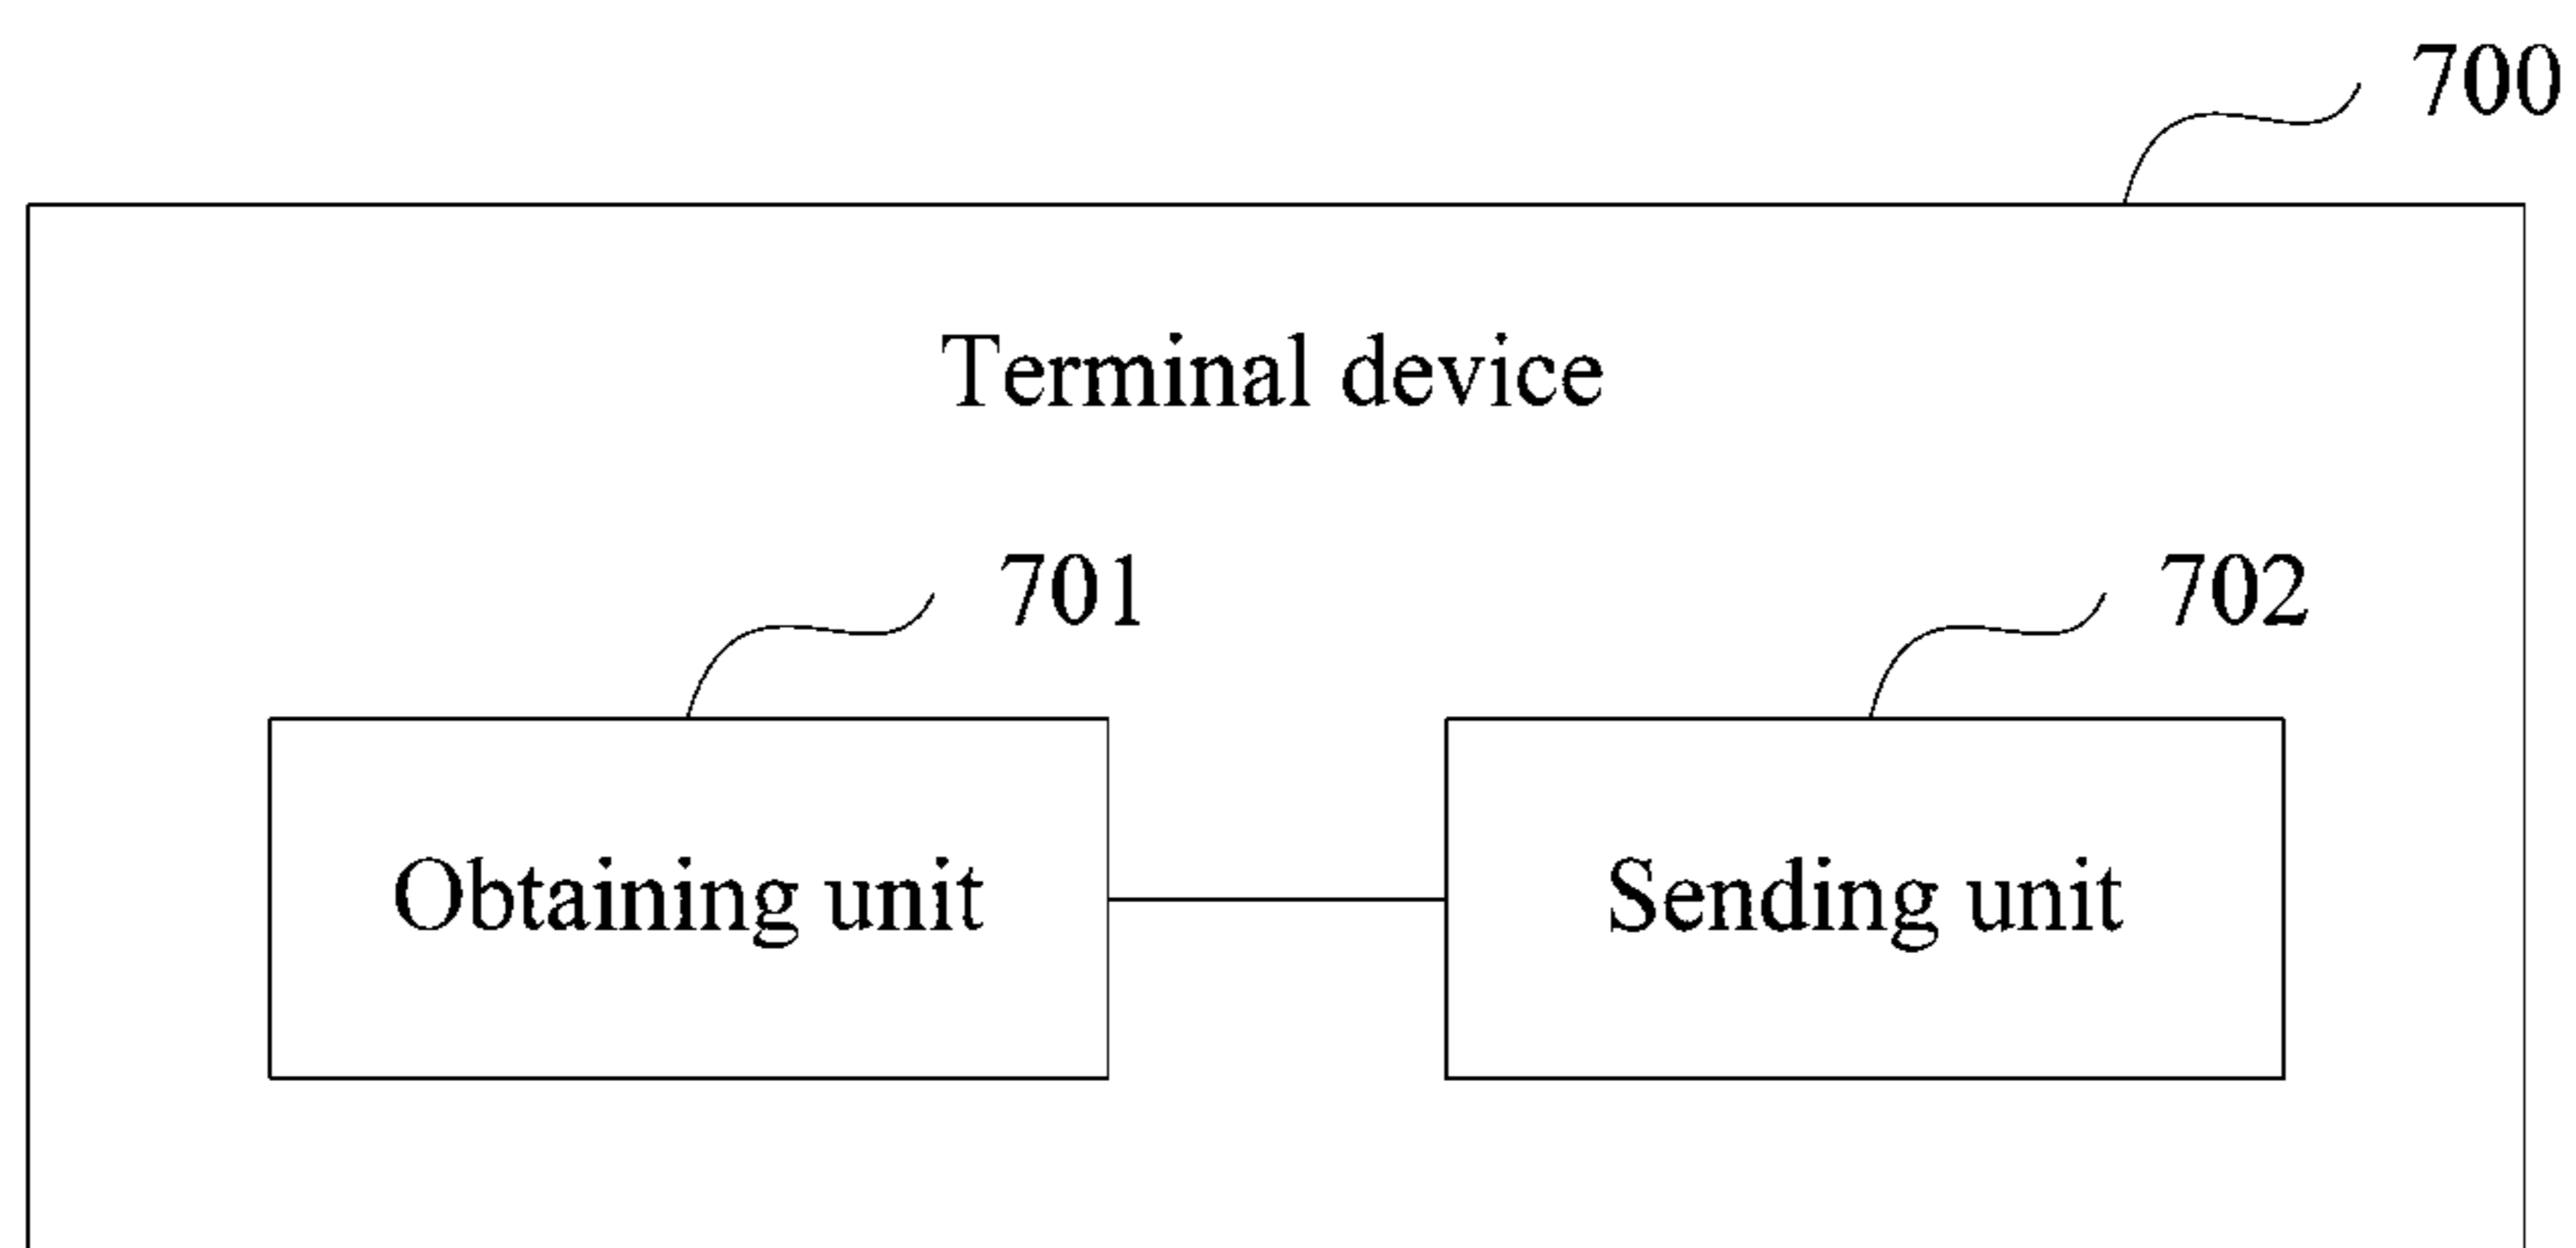 700
Terminal device
701
702
Obtaining unit
Sending unit